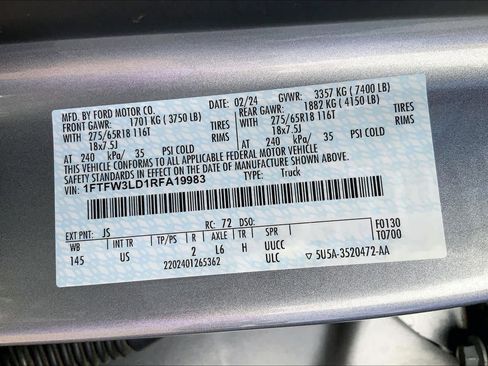 MFD. BY FORD MOTOR CO.
DATE: 02/24 GVWR: 3357 KG ( 7400 LB)
FRONT GAWR: 1701 KG ( 3750 LB) REAR GAWR: 1882 KG ( 4150 LB)
WITH 275/65R18 116T TIRES WITH 275/65R18 116T TIRES
18x7.5J RIMS 18x7.5J RIMS
AT 240 kPa/ 35 PSI COLD AT 240 kPa/ 35 PSI COLD
THIS VEHICLE CONFORMS TO ALL APPLICABLE FEDERAL MOTOR VEHICLE
SAFETY STANDARDS IN EFFECT ON THE DATE OF MANUFACTURE SHOWN ABOVE.
VIN: 1FTFW3LD1RFA19983 TYPE: Truck
EXT PNT: JS RC: 72 DSO: F0130
WB INT TR TP/PS R AXLE TR SPR T0700
145 US 2 L6 H UUCC
2202401265362 ULC ▽ 5U5A-3520472-AA